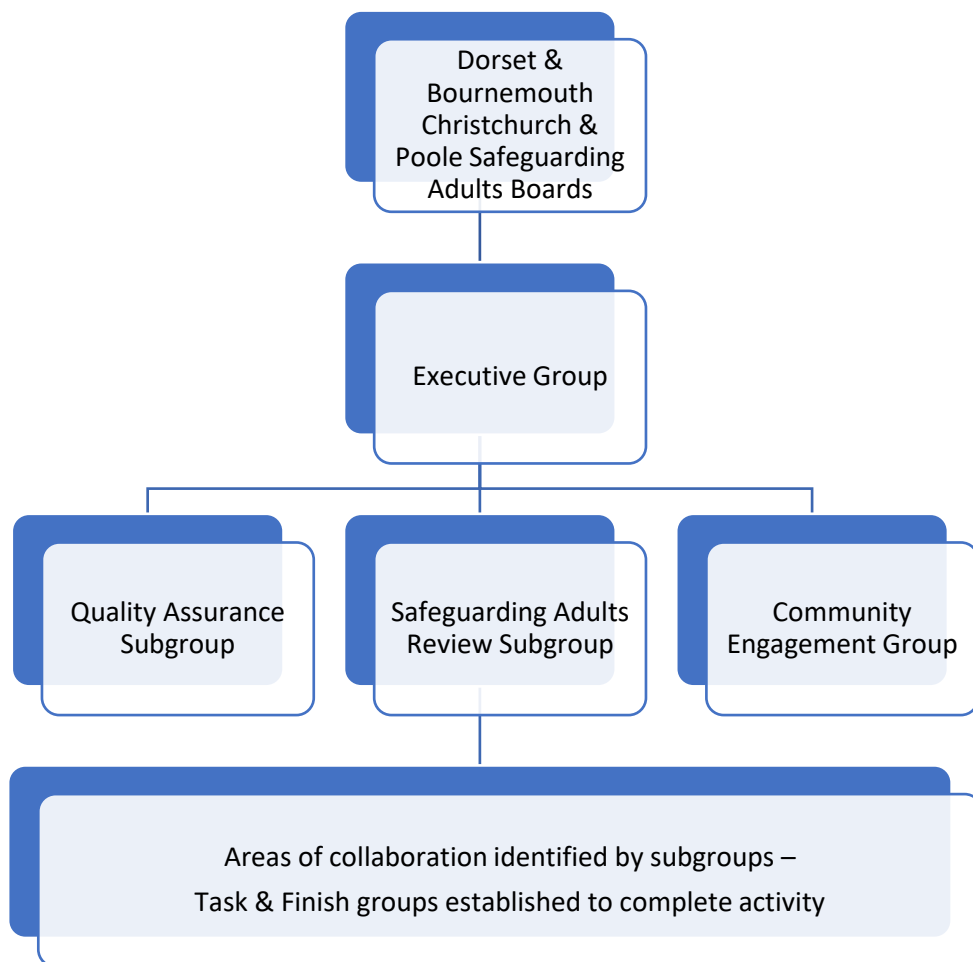 Dorset &
Bournemouth
Christchurch &
Poole Safeguarding
Adults Boards
Executive Group
Quality Assurance
Subgroup
Safeguarding Adults
Review Subgroup
Community
Engagement Group
Areas of collaboration identified by subgroups –
Task & Finish groups established to complete activity